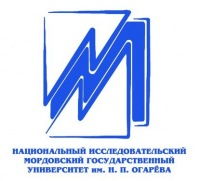 НАЦИОНАЛЬНЫЙ ИССЛЕДОВАТЕЛЬСКИЙ
МОРДОВСКИЙ ГОСУДАРСТВЕННЫЙ
УНИВЕРСИТЕТ им. Н. П. ОГАРЁВА